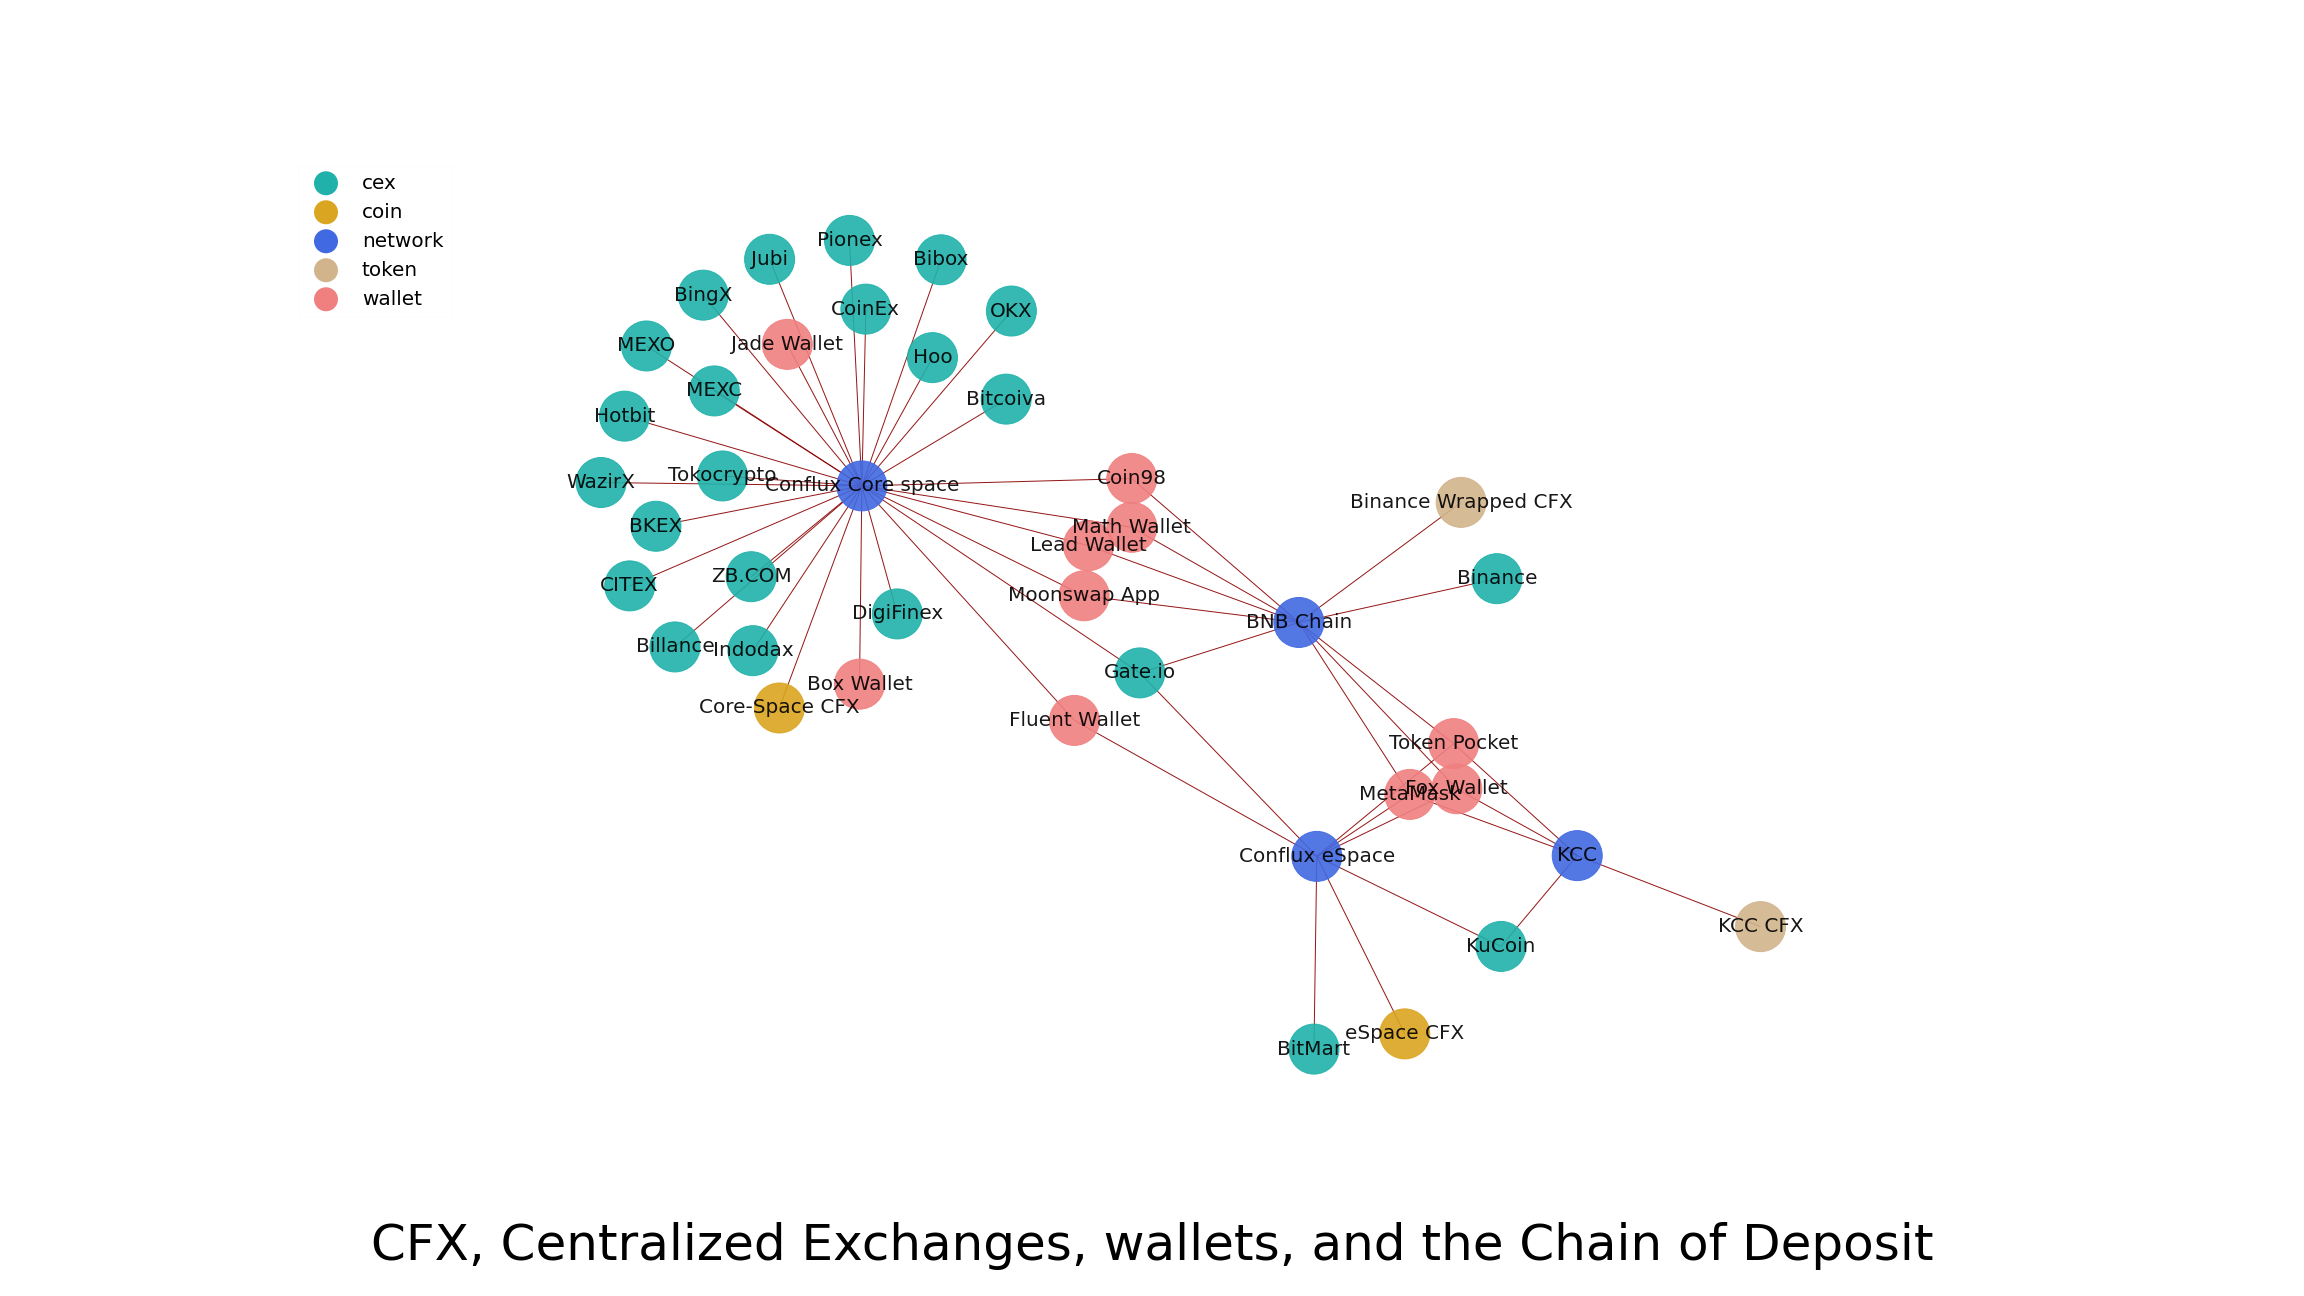 cex
coin
network
token
wallet
Pionex
Jubi
Bibox
BingX
CoinEx
OKX
MEXO
Jade Wallet
Hoo
MEXC
Bitcoiva
Hotbit
Tokocrypto
WazirX
Conflux Core space
Coin98
Binance Wrapped CFX
BKEX
Math Wallet
Lead Wallet
ZB.COM
Binance
CITEX
Moonswap App
DigiFinex
BNB Chain
Billance
Indodax
Gate.io
Box Wallet
Core-Space CFX
Fluent Wallet
Token Pocket
Fox Wallet
MetaMask
Conflux eSpace
KCC
KCC CFX
KuCoin
eSpace CFX
BitMart
CFX, Centralized Exchanges, wallets, and the Chain of Deposit